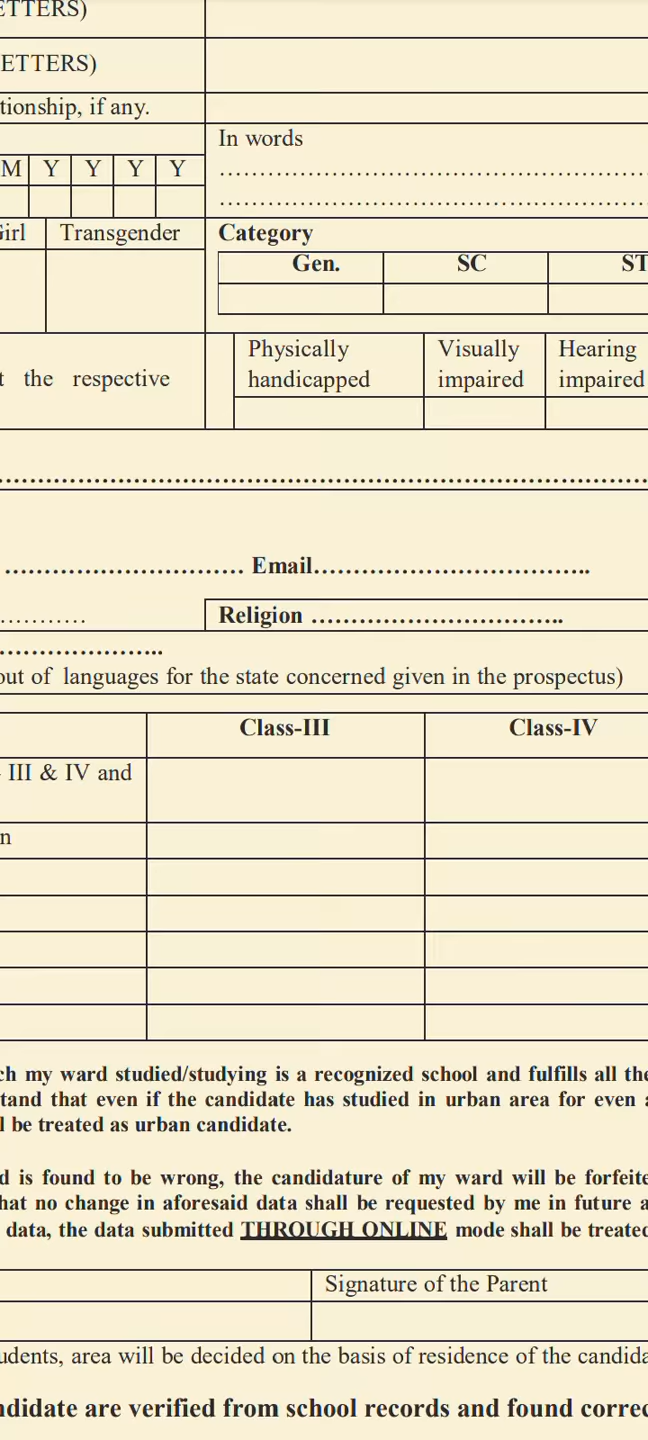 ETTERS)
ETTERS)
tionship, if any.
In words
M Y Y Y Y
……………………………………………………
……………………………………………………
Girl Transgender Category
Gen. SC ST
Physically handicapped Visually impaired Hearing impaired
t the respective
…………………………………………………………………………
………………………… Email……………………………..
……….. Religion …………………………..
…………………..
out of languages for the state concerned given in the prospectus)
Class-III Class-IV
III & IV and
n
ch my ward studied/studying is a recognized school and fulfills all the
tand that even if the candidate has studied in urban area for even a
l be treated as urban candidate.
d is found to be wrong, the candidature of my ward will be forfeite
hat no change in aforesaid data shall be requested by me in future a
data, the data submitted THROUGH ONLINE mode shall be treated
Signature of the Parent
udents, area will be decided on the basis of residence of the candida
ndidate are verified from school records and found correc